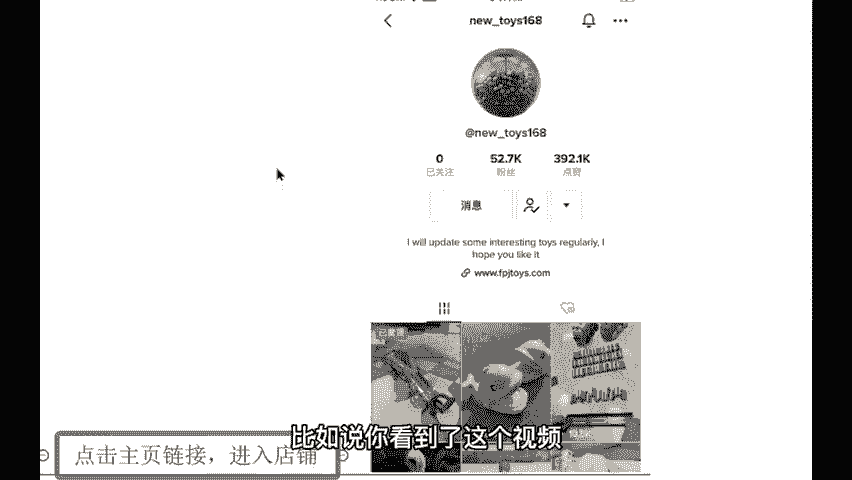 new_toys168
@new_toys168
0 52.7K 392.1K
已关注 粉丝 点赞
消息
I will update some interesting toys regularly, I
hope you like it
www.fpjtoys.com
比如说你看到了这个视频
点击主页链接，进入店铺